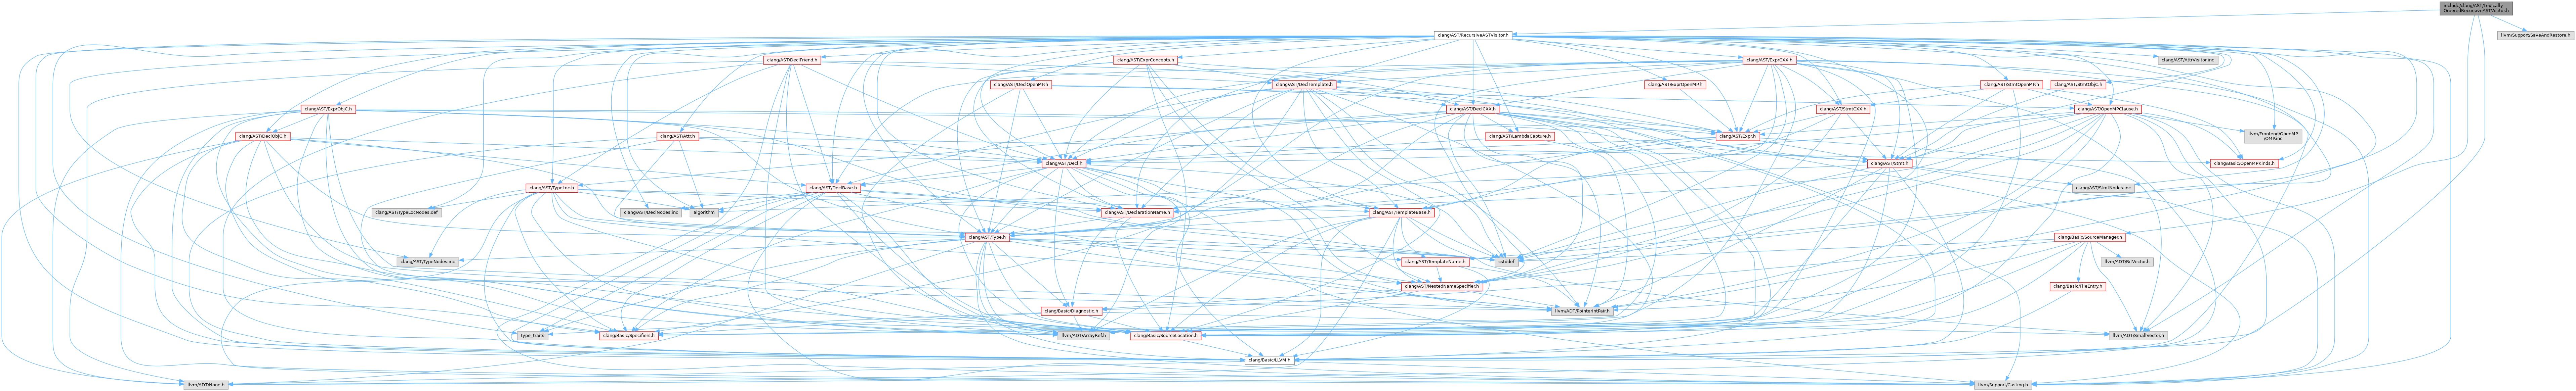 include/clang/AST/Lexically
OrderedRecursiveASTVisitor.h
clang/AST/RecursiveASTVisitor.h
llvm/Support/SaveAndRestore.h
clang/AST/DeclFriend.h
clang/AST/ExprConcepts.h
clang/AST/ExprCXX.h
clang/AST/AttrVisitor.inc
clang/AST/DeclOpenMP.h
clang/AST/DeclTemplate.h
clang/AST/ExprOpenMP.h
clang/AST/StmtOpenMP.h
clang/AST/StmtObjC.h
clang/AST/ExprObjC.h
clang/AST/DeclCXX.h
clang/AST/StmtCXX.h
clang/AST/OpenMPClause.h
clang/AST/DeclObjC.h
clang/AST/Attr.h
clang/AST/LambdaCapture.h
clang/AST/Expr.h
llvm/Frontend/OpenMP
/OMP.inc
clang/AST/Decl.h
clang/AST/Stmt.h
clang/Basic/OpenMPKinds.h
clang/AST/TypeLoc.h
clang/AST/DeclBase.h
clang/AST/StmtNodes.inc
clang/AST/TypeLocNodes.def
clang/AST/DeclNodes.inc
algorithm
clang/AST/DeclarationName.h
clang/AST/TemplateBase.h
clang/AST/Type.h
clang/Basic/SourceManager.h
clang/AST/TypeNodes.inc
cstddef
clang/AST/TemplateName.h
llvm/ADT/BitVector.h
clang/AST/NestedNameSpecifier.h
clang/Basic/FileEntry.h
clang/Basic/Diagnostic.h
llvm/ADT/PointerIntPair.h
type_traits
clang/Basic/Specifiers.h
llvm/ADT/ArrayRef.h
clang/Basic/SourceLocation.h
llvm/ADT/SmallVector.h
clang/Basic/LLVM.h
llvm/ADT/None.h
llvm/Support/Casting.h